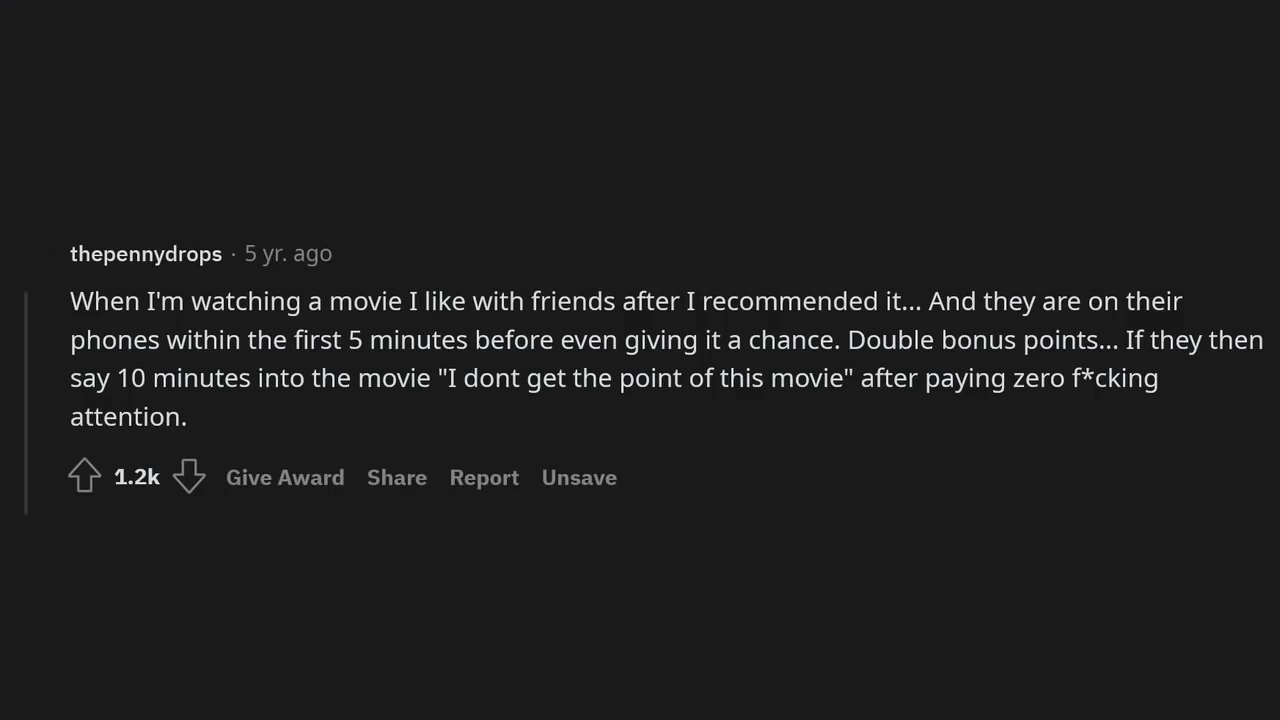 thepennydrops · 5 yr. ago
When I'm watching a movie I like with friends after I recommended it... And they are on their
phones within the first 5 minutes before even giving it a chance. Double bonus points... If they then
say 10 minutes into the movie "I dont get the point of this movie" after paying zero f*cking
attention.
1.2k Give Award Share Report Unsave